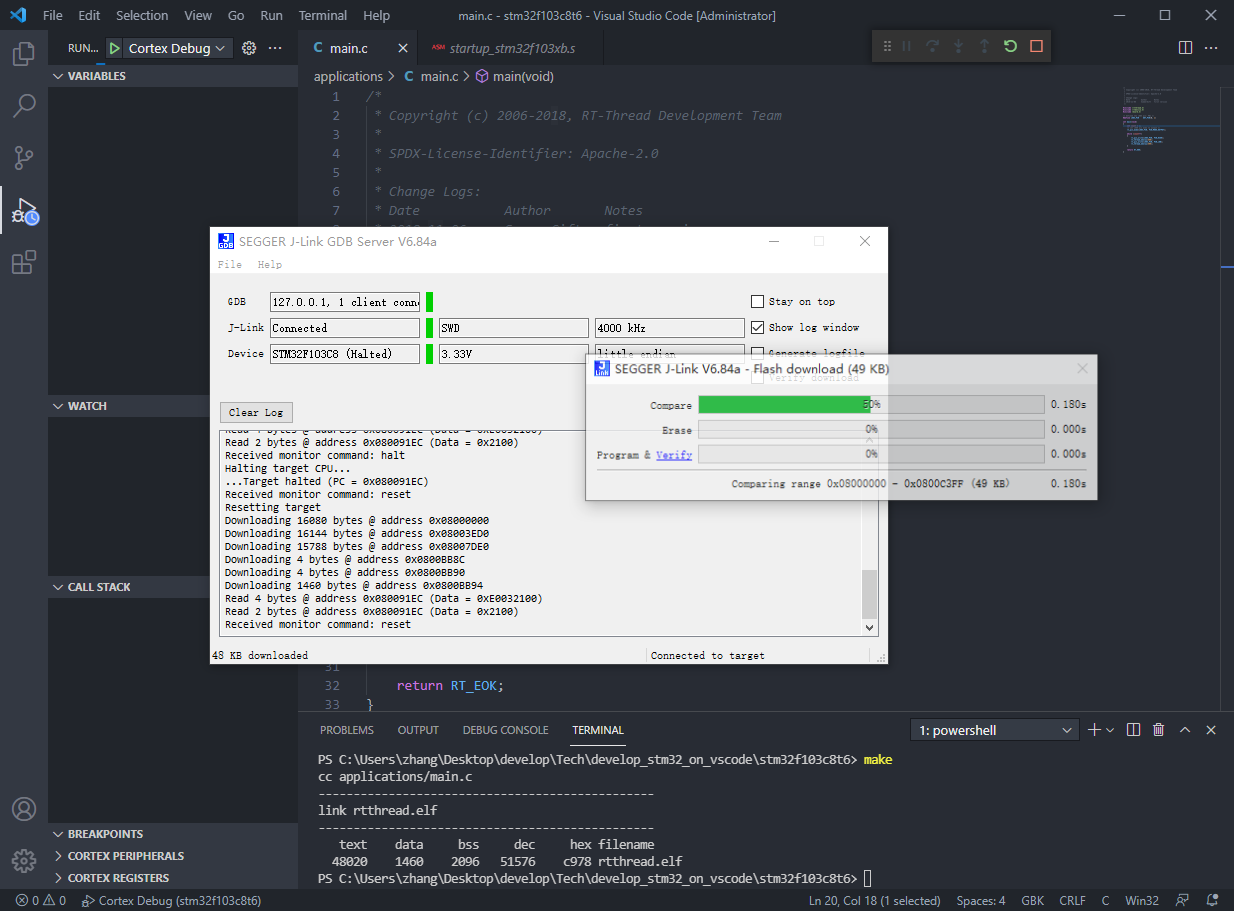 File Edit Selection View Go Run Terminal Help main.c - stm32f103c8t6 - Visual Studio Code [Administrator]
RUN... Cortex Debug
C main.c ASM startup_stm32f103xb.s
VARIABLES
applications > C main.c > main(void)
1 /*
2 * Copyright (c) 2006-2018, RT-Thread Development Team
3 *
4 * SPDX-License-Identifier: Apache-2.0
5 *
6 * Change Logs:
7 * Date Author Notes
SEGGER J-Link GDB Server V6.84a
File Help
GDB 127.0.0.1, 1 client Stay on top
J-Link Connected SWD 4000 kHz Show log window
Device STM32F103C8 (Halted) 3.33V little endian Generate logfile
Verify download
SEGGER J-Link V6.84a - Flash download (49 KB)
Compare 50% 0.180s
Erase 0% 0.000s
Program & Verify 0% 0.000s
Comparing range 0x08000000 - 0x0800C3FF (49 KB) 0.180s
WATCH
Clear Log
Read 4 bytes @ address 0x080091EC (Data = 0xE0032100)
Read 2 bytes @ address 0x080091EC (Data = 0x2100)
Received monitor command: halt
Halting target CPU...
...Target halted (PC = 0x080091EC)
Received monitor command: reset
Resetting target
Downloading 16080 bytes @ address 0x08000000
Downloading 16144 bytes @ address 0x08003ED0
Downloading 15788 bytes @ address 0x08007DE0
Downloading 4 bytes @ address 0x0800BB8C
Downloading 4 bytes @ address 0x0800BB90
Downloading 1460 bytes @ address 0x0800BB94
Read 4 bytes @ address 0x080091EC (Data = 0xE0032100)
Read 2 bytes @ address 0x080091EC (Data = 0x2100)
Received monitor command: reset
48 KB downloaded Connected to target
CALL STACK
31
32 return RT_EOK;
33 }
PROBLEMS OUTPUT DEBUG CONSOLE TERMINAL 1: powershell
PS C:\Users\zhang\Desktop\develop\Tech\develop_stm32_on_vscode\stm32f103c8t6> make
cc applications/main.c
------------------------------------------------
link rtthread.elf
------------------------------------------------
text data bss dec hex filename
48020 1460 2096 51576 c978 rtthread.elf
PS C:\Users\zhang\Desktop\develop\Tech\develop_stm32_on_vscode\stm32f103c8t6>
BREAKPOINTS
CORTEX PERIPHERALS
CORTEX REGISTERS
0 0 Cortex Debug (stm32f103c8t6) Ln 20, Col 18 (1 selected) Spaces: 4 GBK CRLF C Win32